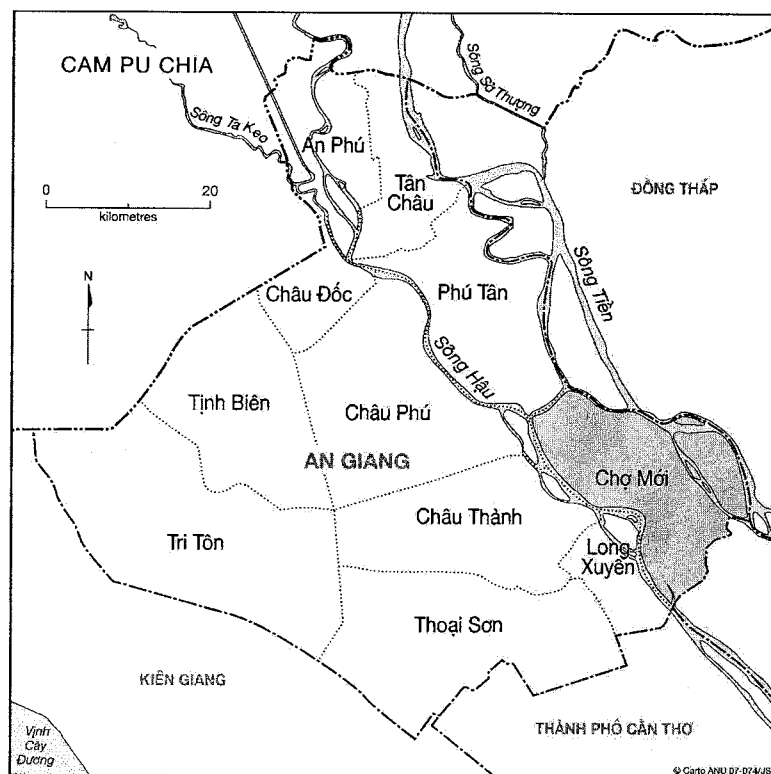 CAM PU CHIA
Sông Ta Keo
Sông Sở Thượng
An Phú
Tân
Châu
ĐỒNG THÁP
0 20
kilometres
N
Châu Đốc
Phú Tân
Sông Tiền
Sông Hậu
Tịnh Biên
Châu Phú
AN GIANG
Chợ Mới
Tri Tôn
Châu Thành
Long
Xuyên
Thoại Sơn
KIÊN GIANG
THÀNH PHỐ CẦN THƠ
Vịnh
Cây
Dương
© Carto ANU 07-074/JS